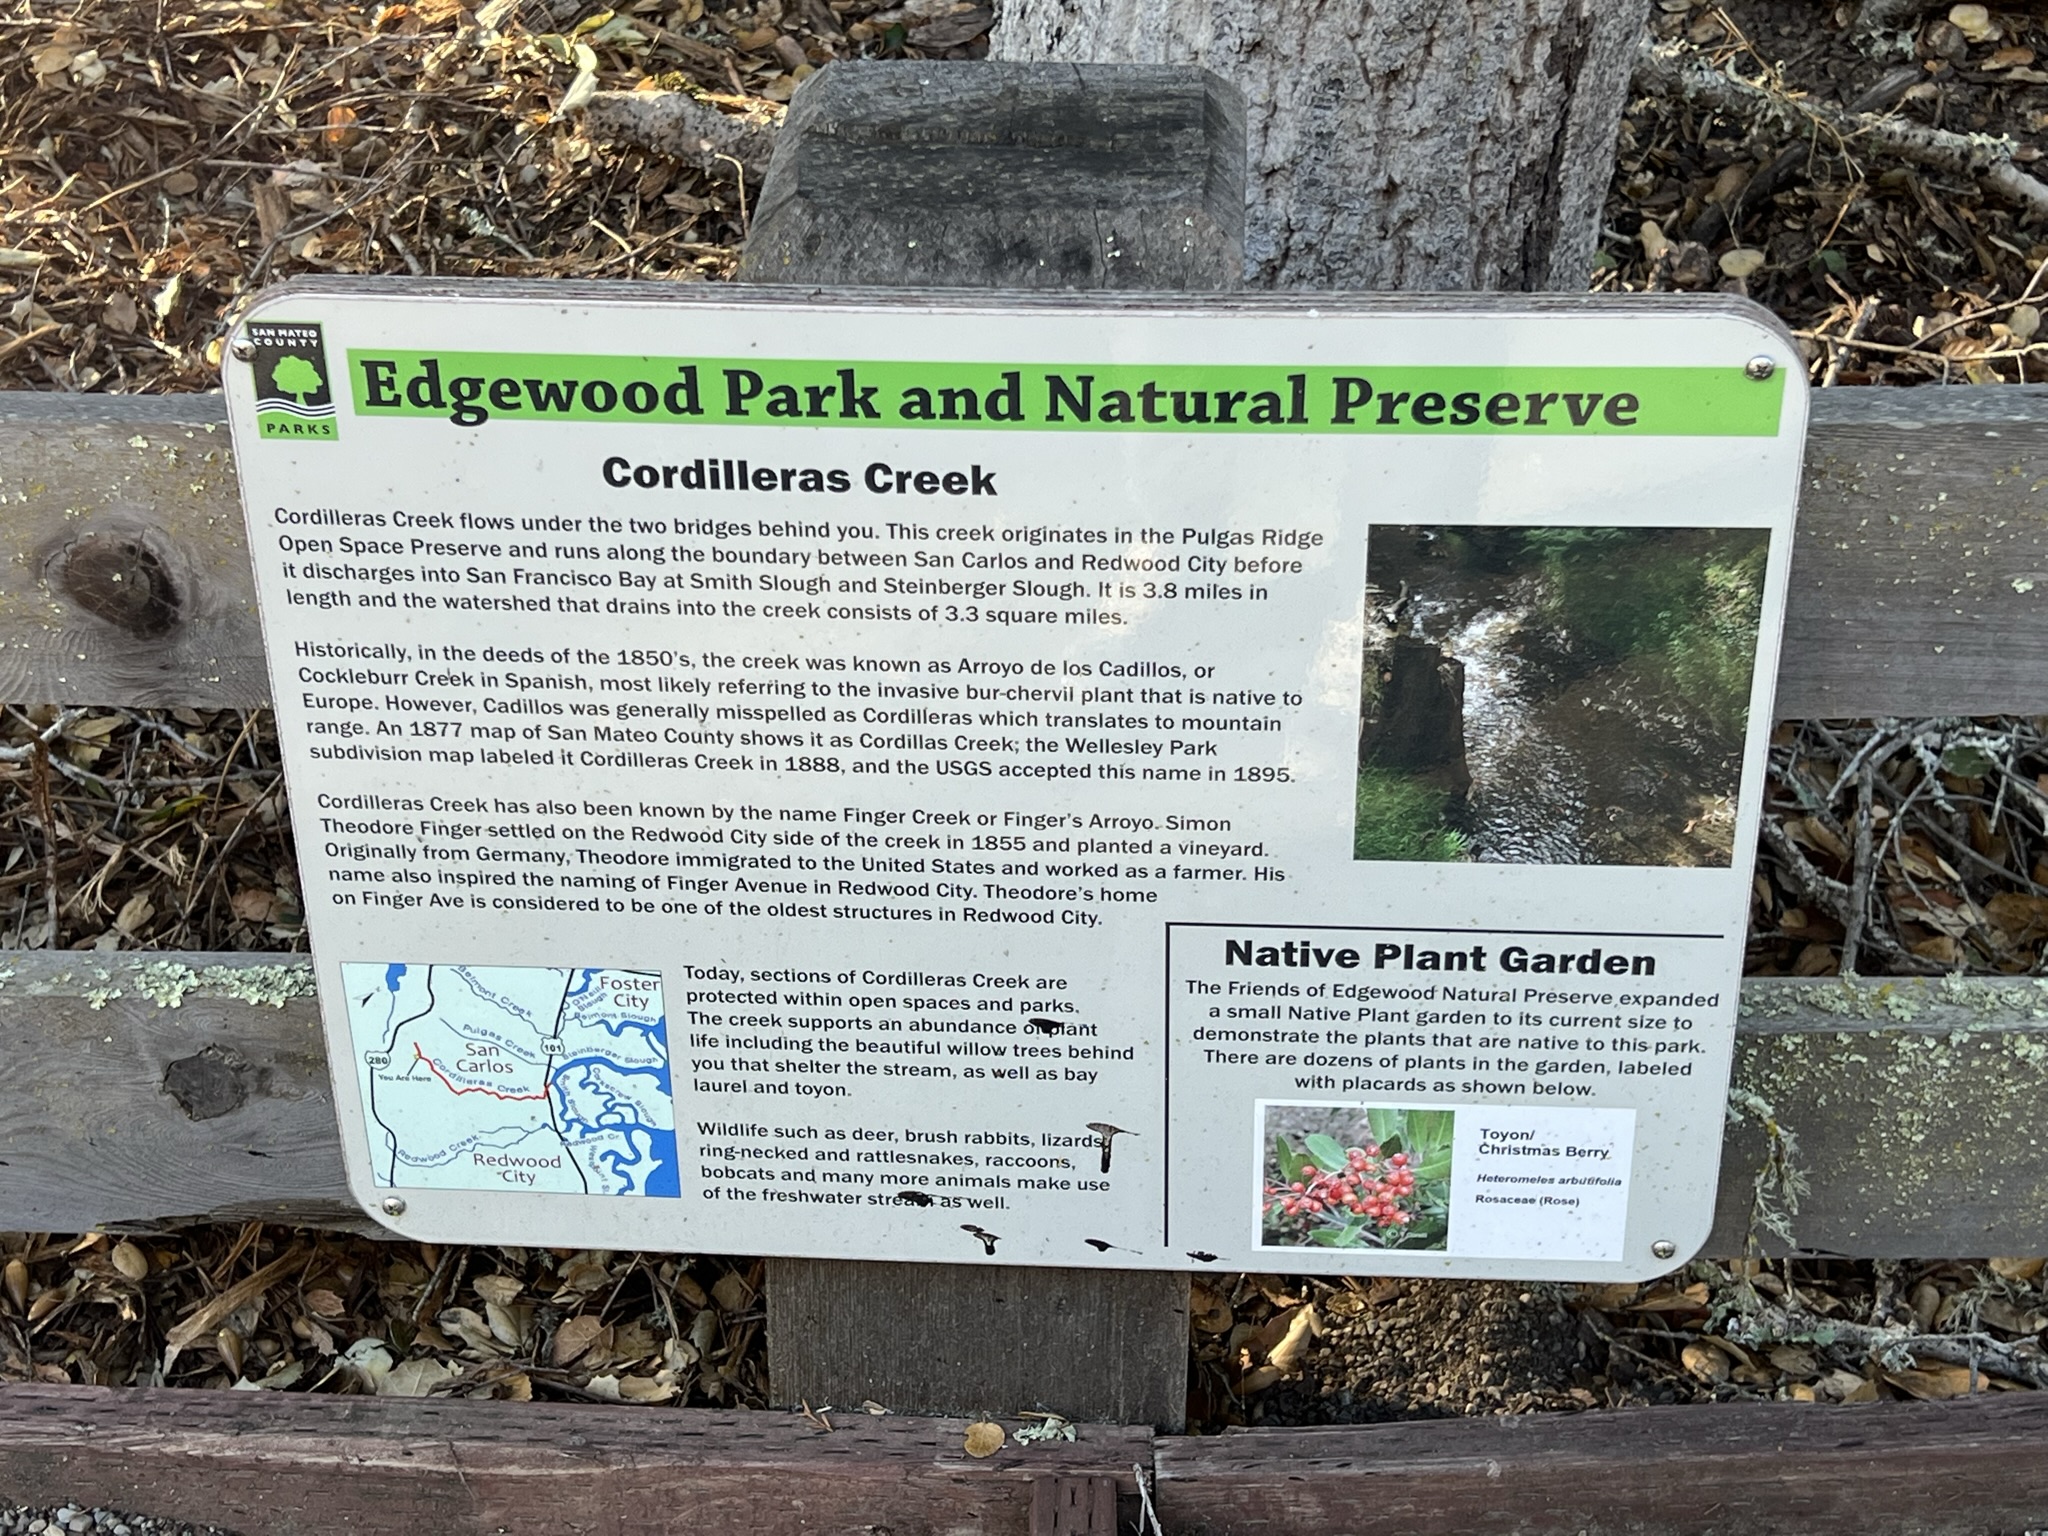 SAN MATEO
COUNTY
PARKS
Edgewood Park and Natural Preserve
Cordilleras Creek
Cordilleras Creek flows under the two bridges behind you. This creek originates in the Pulgas Ridge
Open Space Preserve and runs along the boundary between San Carlos and Redwood City before
it discharges into San Francisco Bay at Smith Slough and Steinberger Slough. It is 3.8 miles in
length and the watershed that drains into the creek consists of 3.3 square miles.
Historically, in the deeds of the 1850's, the creek was known as Arroyo de los Cadillos, or
Cockleburr Creek in Spanish, most likely referring to the invasive bur-chervil plant that is native to
Europe. However, Cadillos was generally misspelled as Cordilleras which translates to mountain
range. An 1877 map of San Mateo County shows it as Cordillas Creek; the Wellesley Park
subdivision map labeled it Cordilleras Creek in 1888, and the USGS accepted this name in 1895.
Cordilleras Creek has also been known by the name Finger Creek or Finger's Arroyo. Simon
Theodore Finger settled on the Redwood City side of the creek in 1855 and planted a vineyard.
Originally from Germany, Theodore immigrated to the United States and worked as a farmer. His
name also inspired the naming of Finger Avenue in Redwood City. Theodore's home
on Finger Ave is considered to be one of the oldest structures in Redwood City.
Belmont Creek
O'Neill Slough
Foster
City
Belmont Slough
Pulgas Creek
101
Steinberger Slough
San
Carlos
280
You Are Here
Cordilleras Creek
Corkscrew Slough
Smith Slough
Redwood Creek
Redwood Cr.
Redwood
City
Today, sections of Cordilleras Creek are
protected within open spaces and parks.
The creek supports an abundance of plant
life including the beautiful willow trees behind
you that shelter the stream, as well as bay
laurel and toyon.
Wildlife such as deer, brush rabbits, lizards,
ring-necked and rattlesnakes, raccoons,
bobcats and many more animals make use
of the freshwater stream as well.
Native Plant Garden
The Friends of Edgewood Natural Preserve expanded
a small Native Plant garden to its current size to
demonstrate the plants that are native to this park.
There are dozens of plants in the garden, labeled
with placards as shown below.
Toyon/
Christmas Berry
Heteromeles arbutifolia
Rosaceae (Rose)